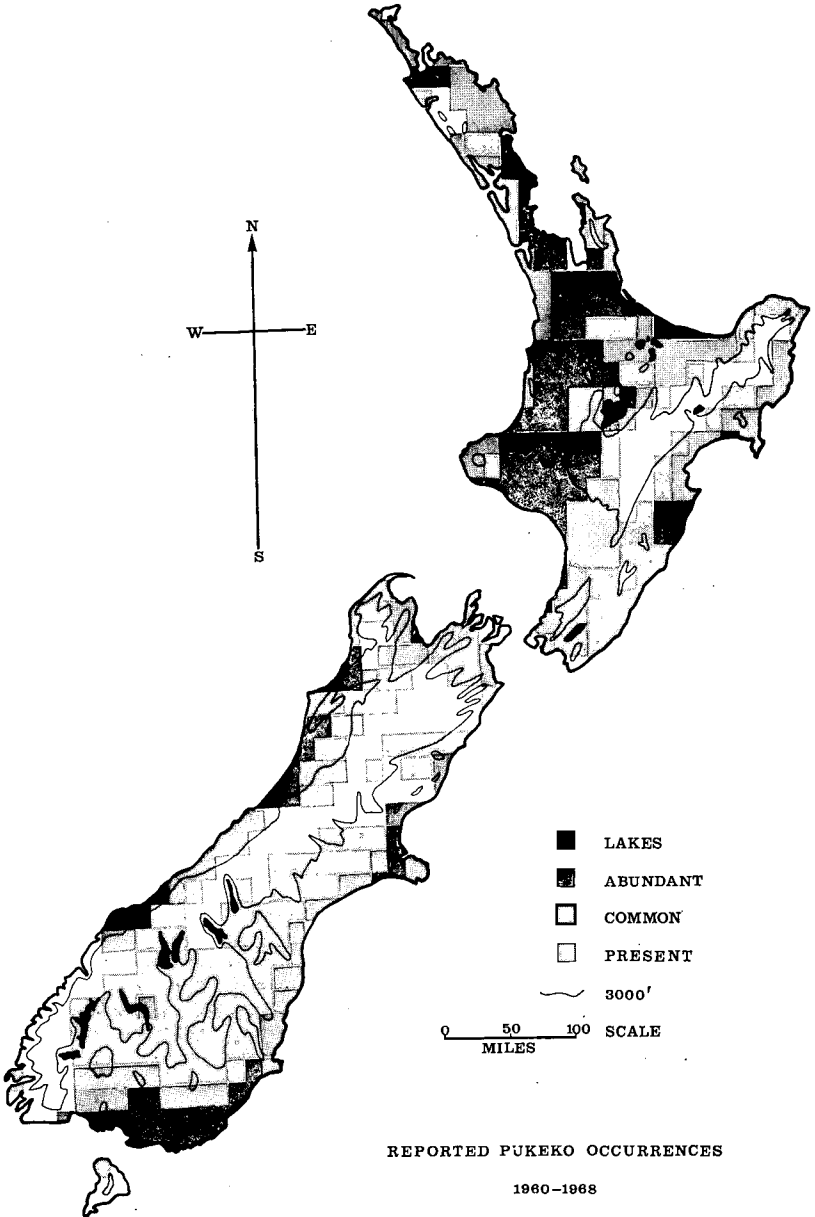 N
W E
S
LAKES
ABUNDANT
COMMON
PRESENT
3000'
0 50 100 SCALE
MILES
REPORTED PUKEKO OCCURRENCES
1960–1968